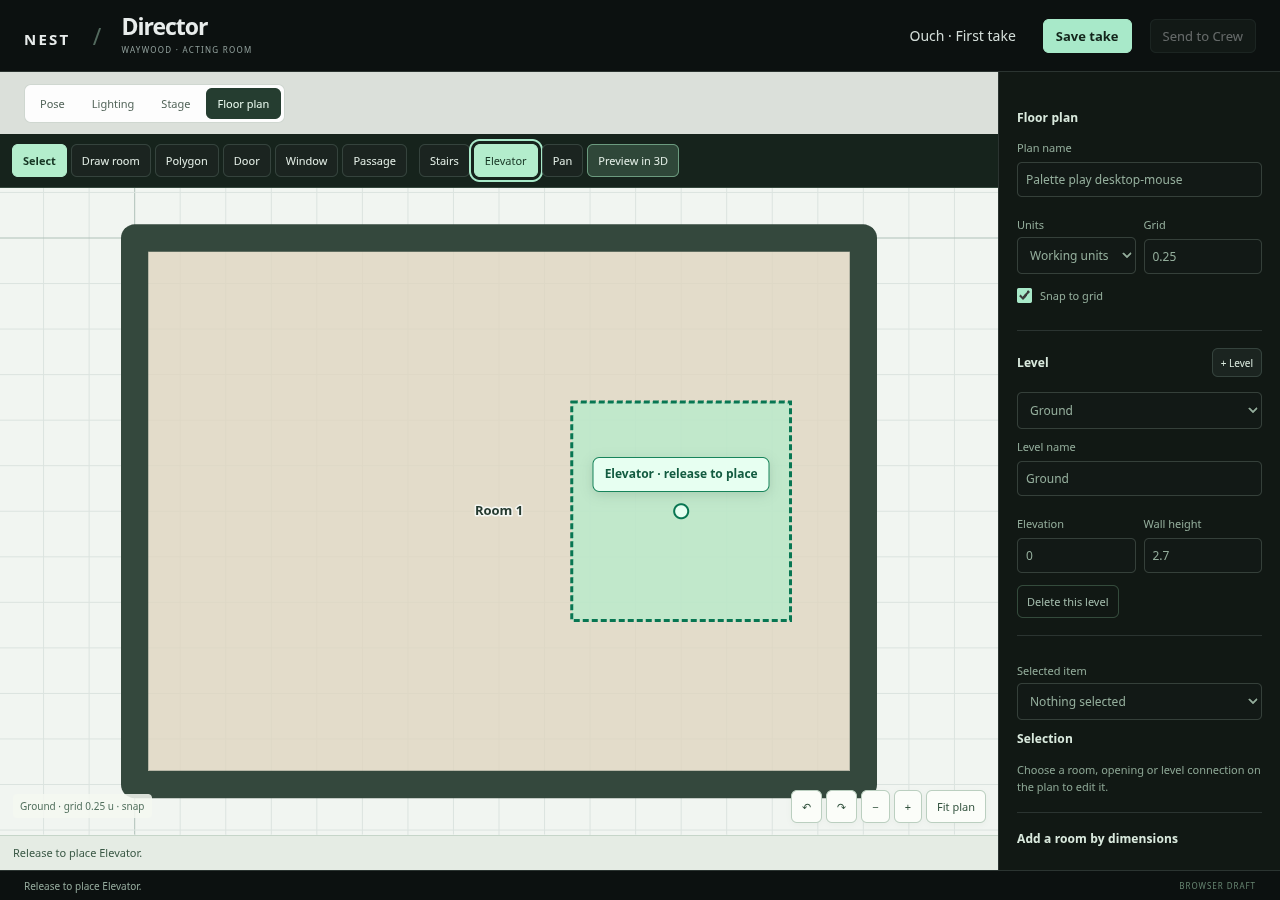 NEST / Director
WAYWOOD · ACTING ROOM
Ouch · First take
Save take
Send to Crew
Pose
Lighting
Stage
Floor plan
Select
Draw room
Polygon
Door
Window
Passage
Stairs
Elevator
Pan
Preview in 3D
Elevator · release to place
Room 1
Ground · grid 0.25 u · snap
↶
↷
−
+
Fit plan
Release to place Elevator.
Floor plan
Plan name
Palette play desktop-mouse
Units
Grid
Working units
0.25
Snap to grid
Level
+ Level
Ground
Level name
Ground
Elevation
Wall height
0
2.7
Delete this level
Selected item
Nothing selected
Selection
Choose a room, opening or level connection on
the plan to edit it.
Add a room by dimensions
Release to place Elevator.
BROWSER DRAFT